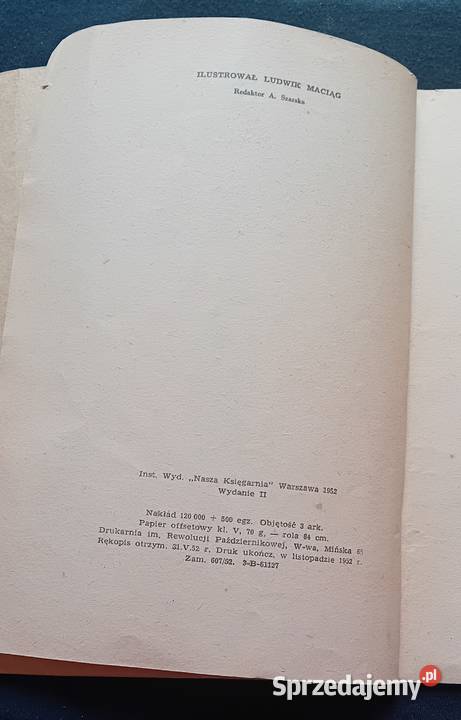 ILUSTROWAŁ LUDWIK MACIĄG
Redaktor A. Szarska
Inst. Wyd. „Nasza Księgarnia" Warszawa 1952
Wydanie II
Nakład 120 000 + 500 egz. Objętość 3 ark.
Papier offsetowy kl. V, 70 g, — rola 84 cm.
Drukarnia im. Rewolucji Październikowej, W-wa, Mińska 65
Rękopis otrzym. 31.V.52 r. Druk ukończ. w listopadzie 1952 r.
Zam. 607/52. 3-B-61127
Sprzedajemy.pl